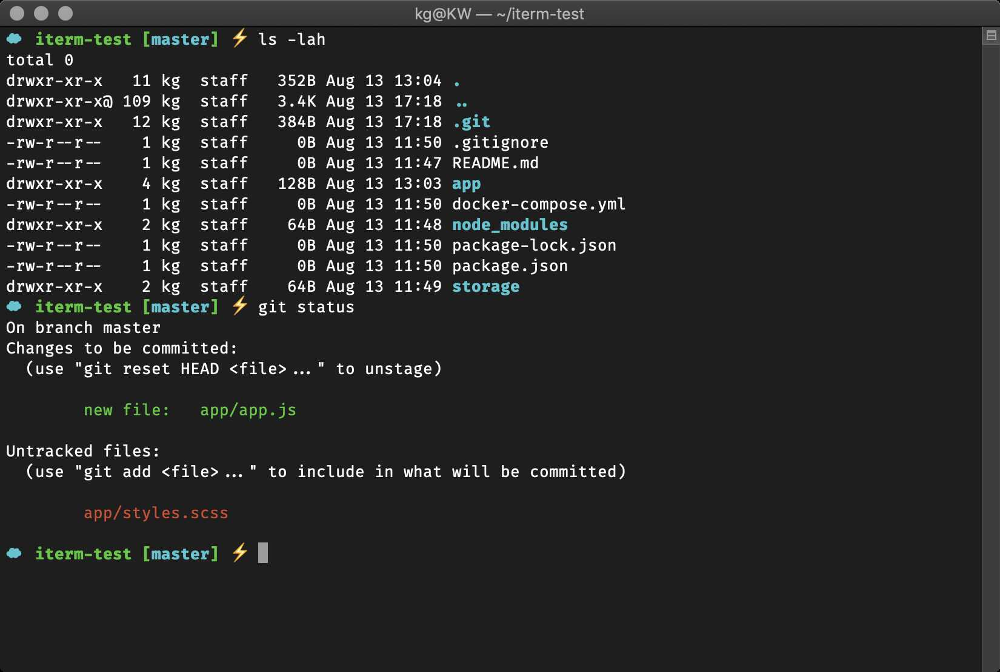 kg@KW — ~/iterm-test
☁ iterm-test [master] ⚡ ls -lah
total 0
drwxr-xr-x   11 kg  staff   352B Aug 13 13:04 .
drwxr-xr-x@ 109 kg  staff   3.4K Aug 13 17:18 ..
drwxr-xr-x   12 kg  staff   384B Aug 13 17:18 .git
-rw-r--r--    1 kg  staff     0B Aug 13 11:50 .gitignore
-rw-r--r--    1 kg  staff     0B Aug 13 11:47 README.md
drwxr-xr-x    4 kg  staff   128B Aug 13 13:03 app
-rw-r--r--    1 kg  staff     0B Aug 13 11:50 docker-compose.yml
drwxr-xr-x    2 kg  staff    64B Aug 13 11:48 node_modules
-rw-r--r--    1 kg  staff     0B Aug 13 11:50 package-lock.json
-rw-r--r--    1 kg  staff     0B Aug 13 11:50 package.json
drwxr-xr-x    2 kg  staff    64B Aug 13 11:49 storage
☁ iterm-test [master] ⚡ git status
On branch master
Changes to be committed:
  (use "git reset HEAD <file>..." to unstage)
        new file:   app/app.js
Untracked files:
  (use "git add <file>..." to include in what will be committed)
        app/styles.scss
☁ iterm-test [master] ⚡